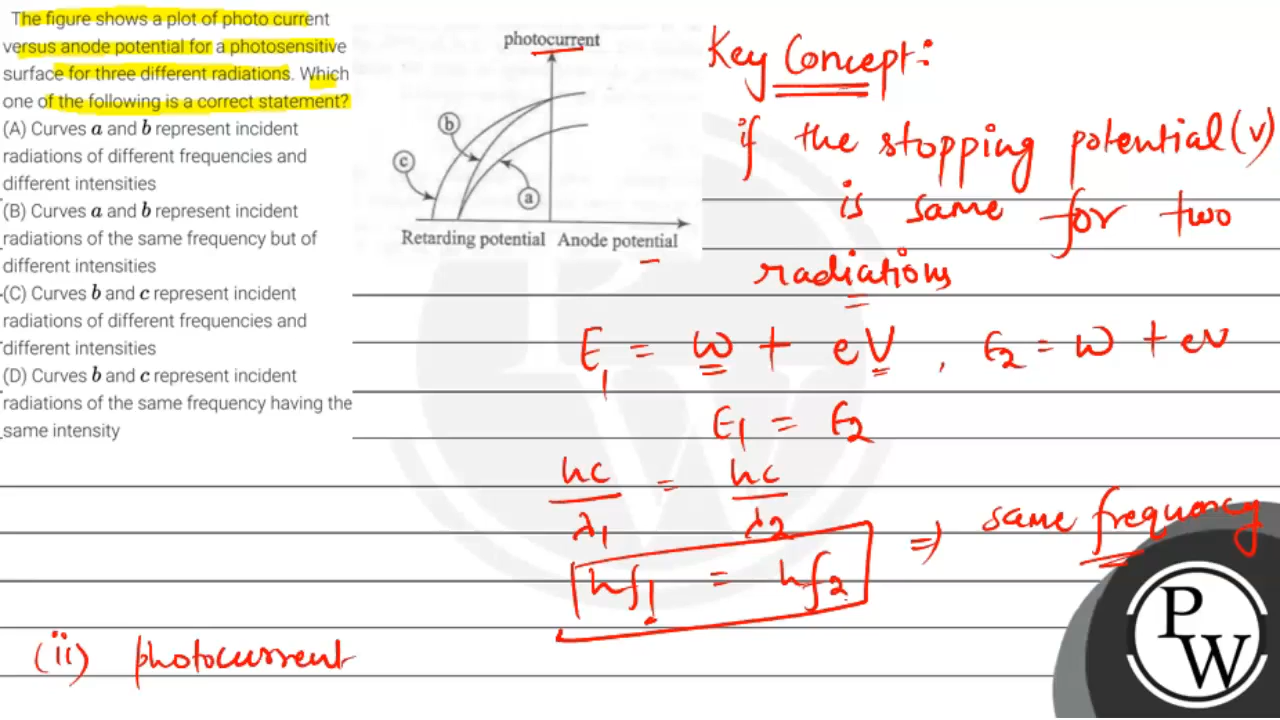 The figure shows a plot of photo current
versus anode potential for a photosensitive
surface for three different radiations. Which
one of the following is a correct statement?
(A) Curves a and b represent incident
radiations of different frequencies and
different intensities
(B) Curves a and b represent incident
radiations of the same frequency but of
different intensities
(C) Curves b and c represent incident
radiations of different frequencies and
different intensities
(D) Curves b and c represent incident
radiations of the same frequency having the
same intensity
photocurrent
b
c
a
Retarding potential Anode potential
Key Concept:
if the stopping potential (v)
is same for two
radiations
E1 = w + eV, E2 = w + ev
E1 = E2
hc/λ1 = hc/λ2
hf1 = hf2 ⇒ same frequency
(ii) photocurrent
P
W